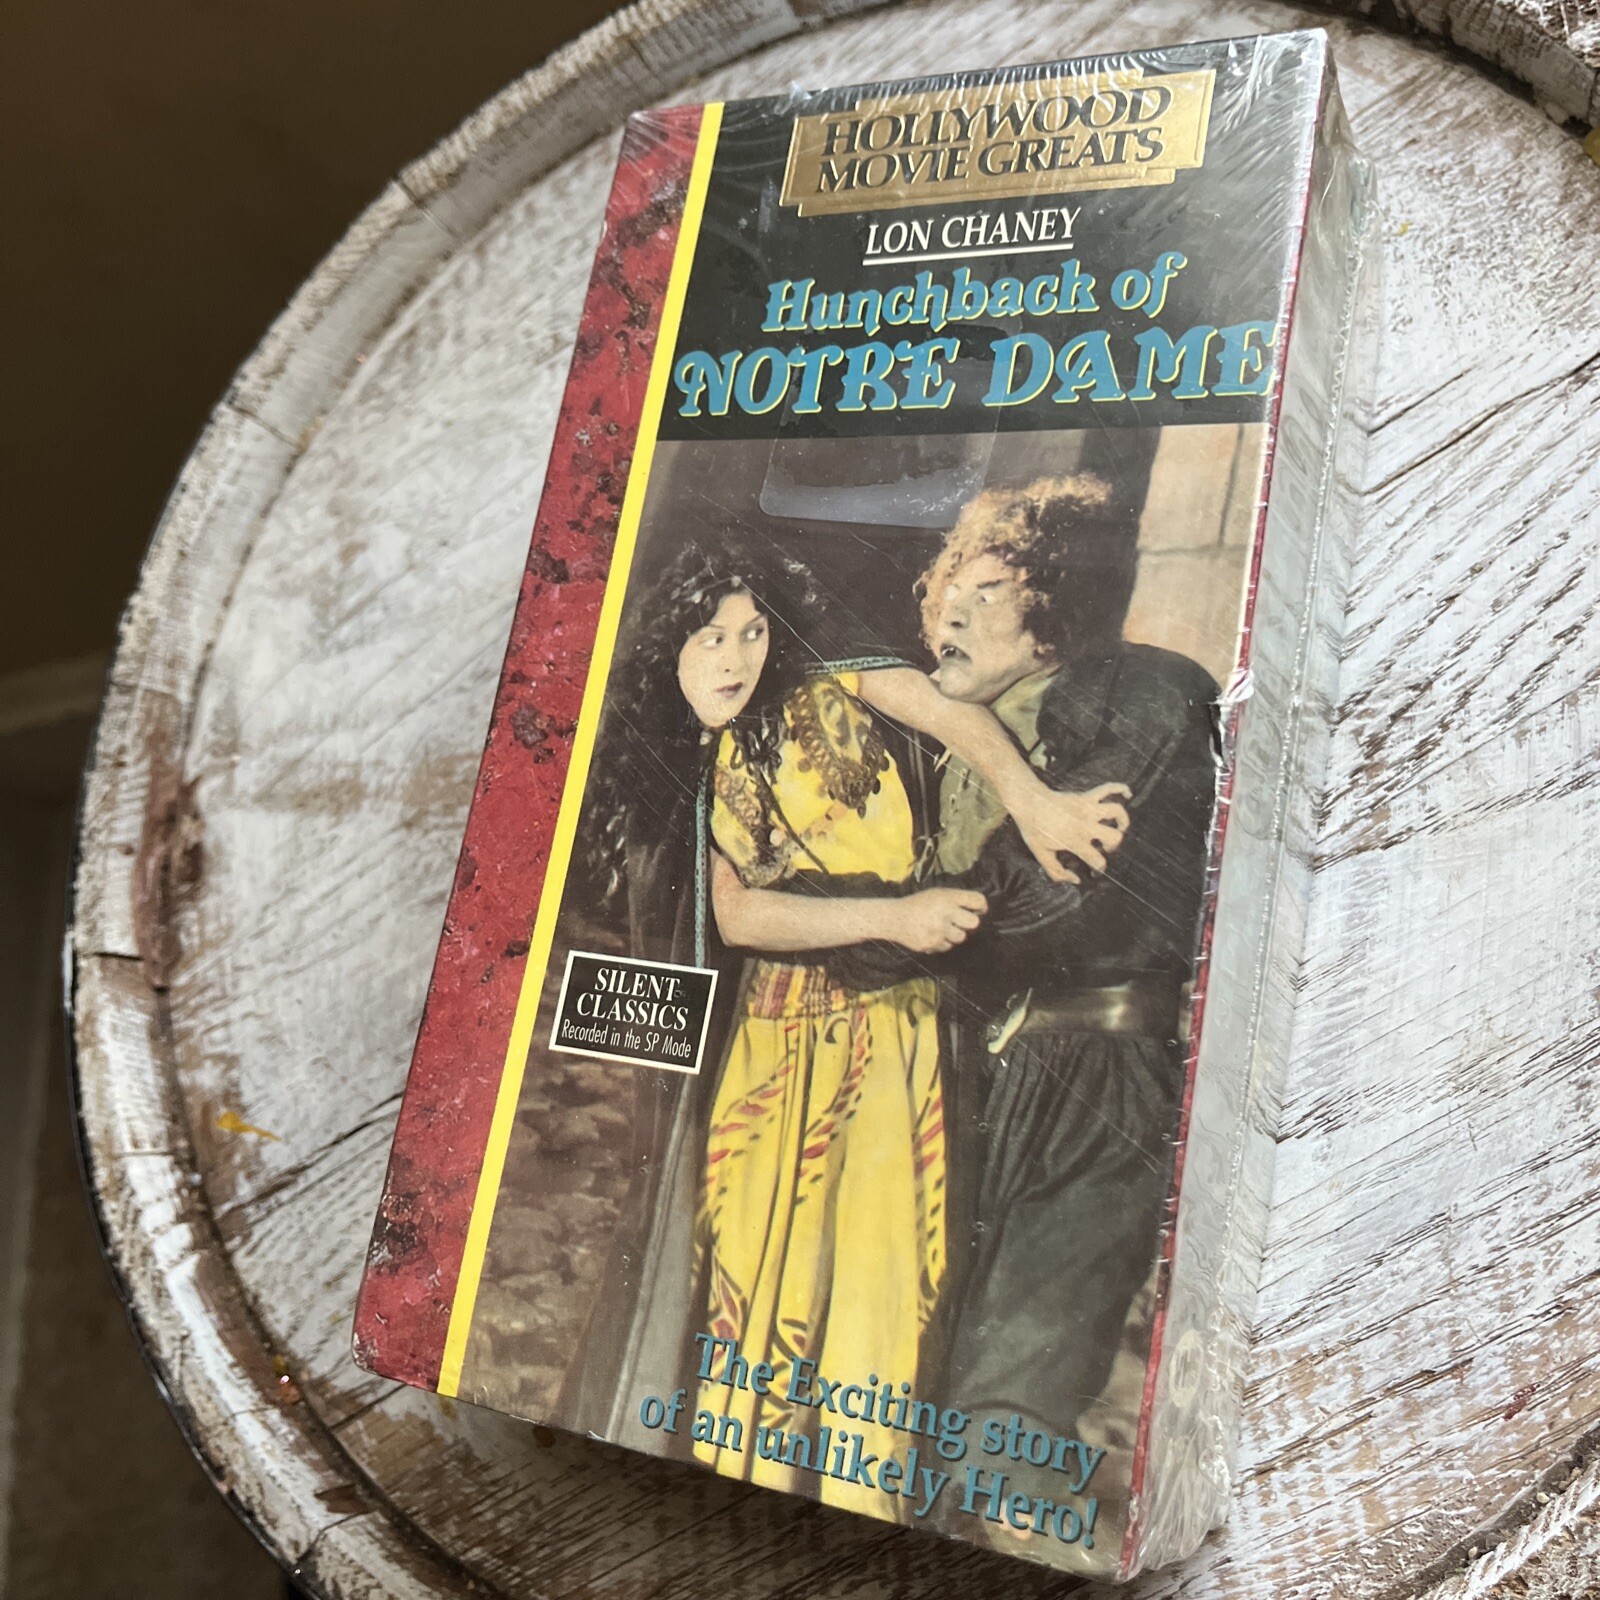 HOLLYWOOD
MOVIE GREATS
LON CHANEY
Hunchback of
NOTRE DAME
SILENT
CLASSICS
Recorded in the SP Mode
The Exciting story
of an unlikely Hero!